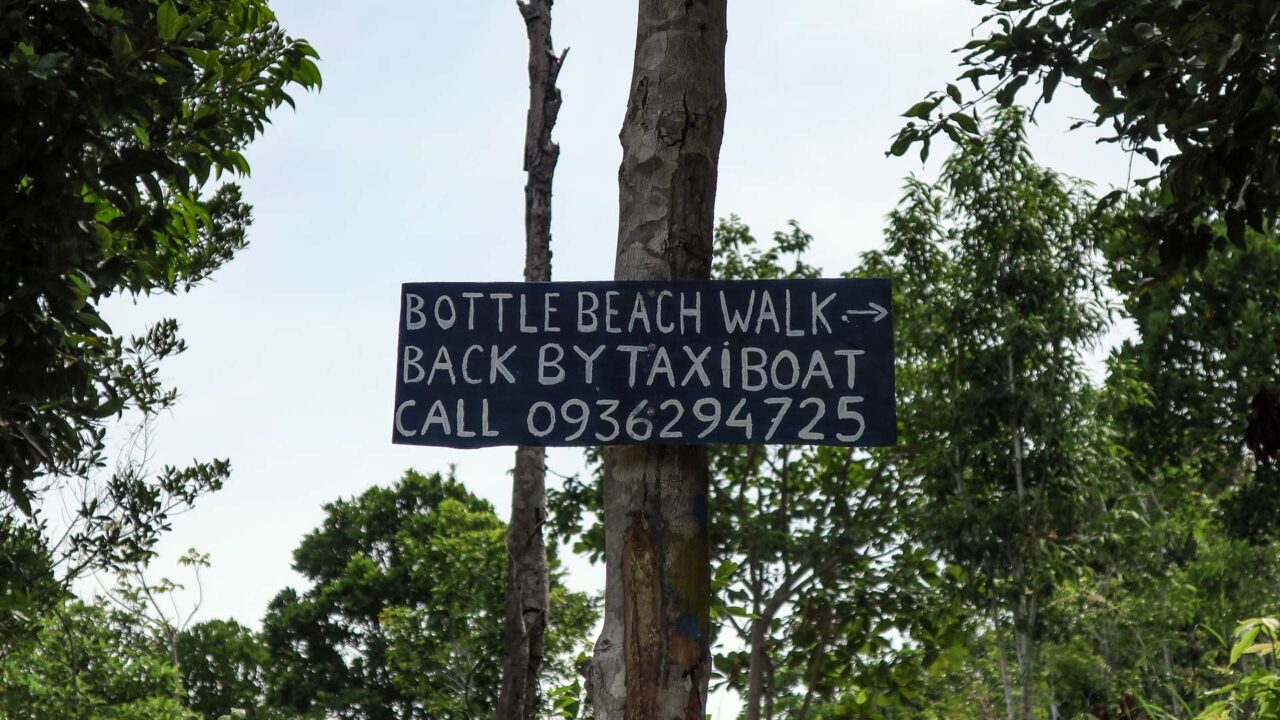 BOTTLE BEACH WALK.→
BACK BY TAXiBOAT
CALL 0936294725